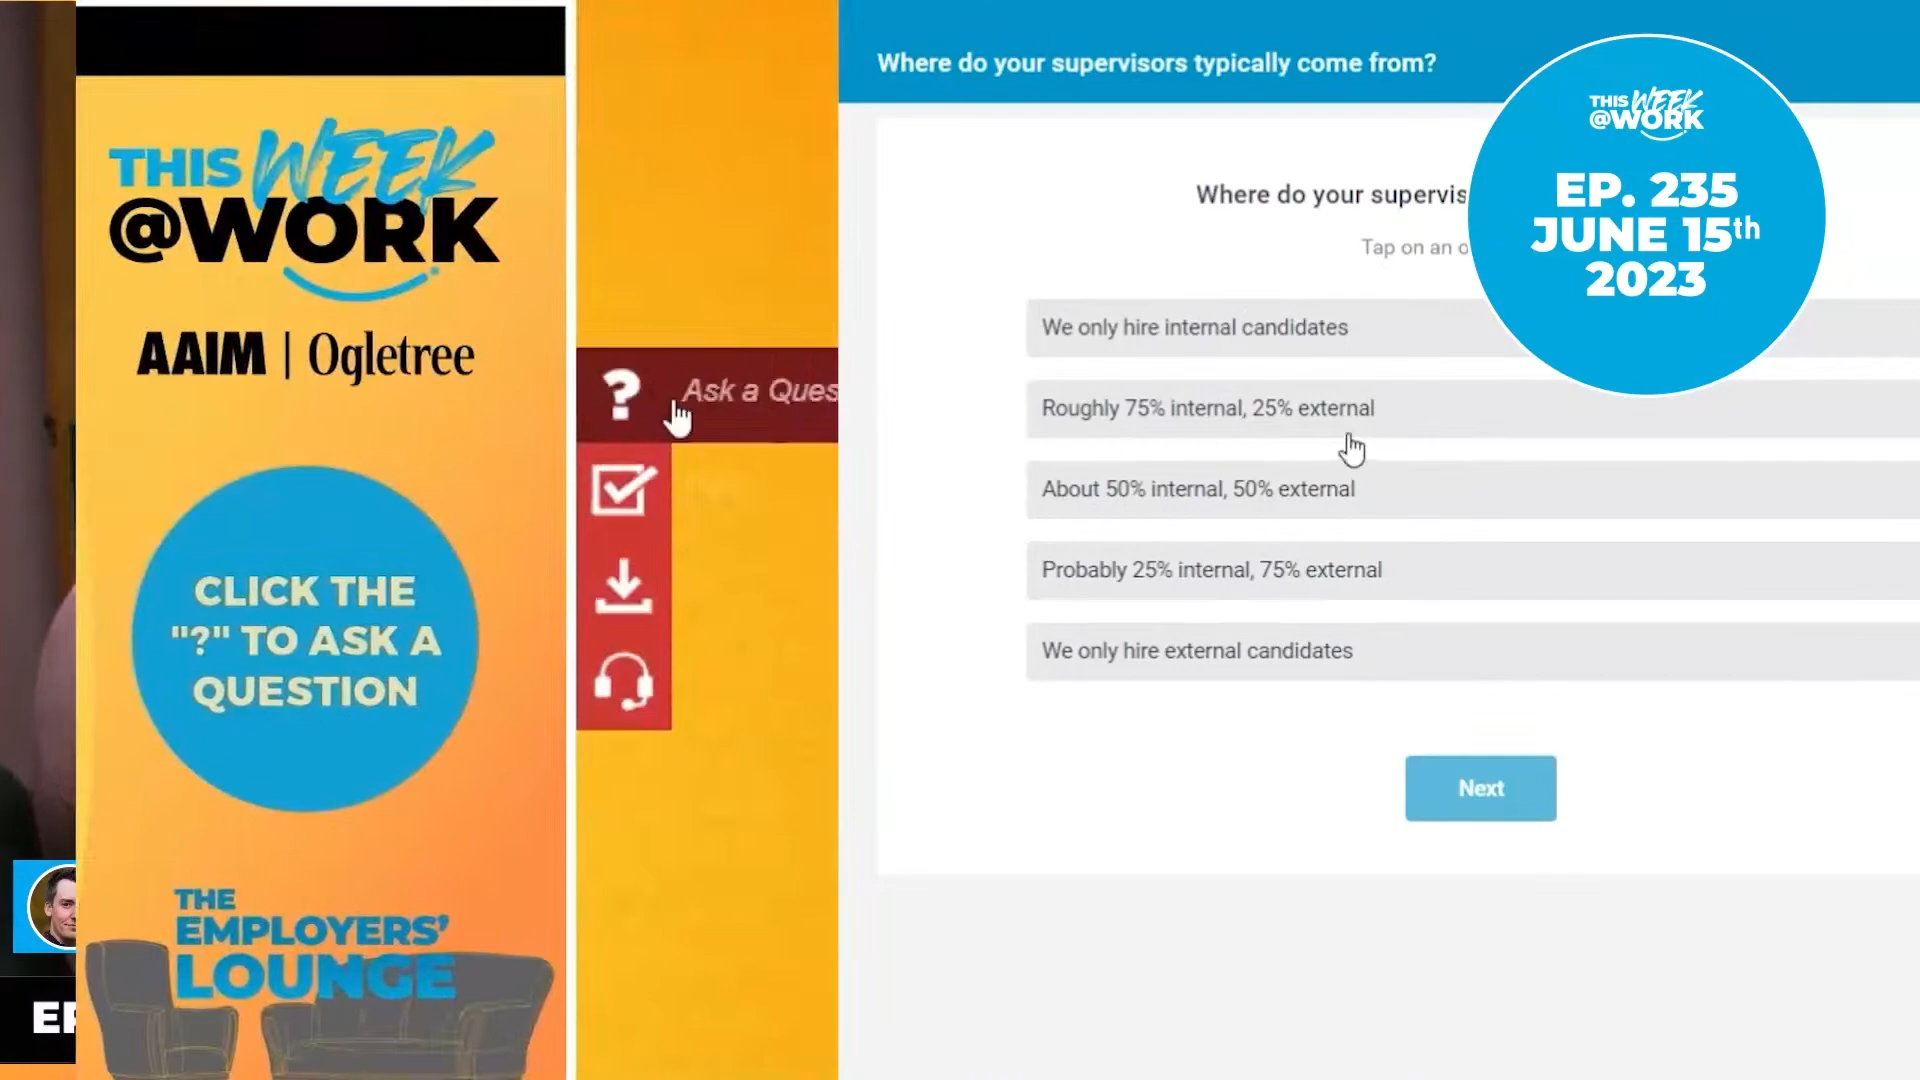 THIS WEEK
@WORK
AAIM | Ogletree
CLICK THE
"?" TO ASK A
QUESTION
THE
EMPLOYERS'
LOUNGE
?
Ask a Ques
Where do your supervisors typically come from?
Where do your supervis
Tap on an o
We only hire internal candidates
Roughly 75% internal, 25% external
About 50% internal, 50% external
Probably 25% internal, 75% external
We only hire external candidates
Next
THIS WEEK
@WORK
EP. 235
JUNE 15th
2023